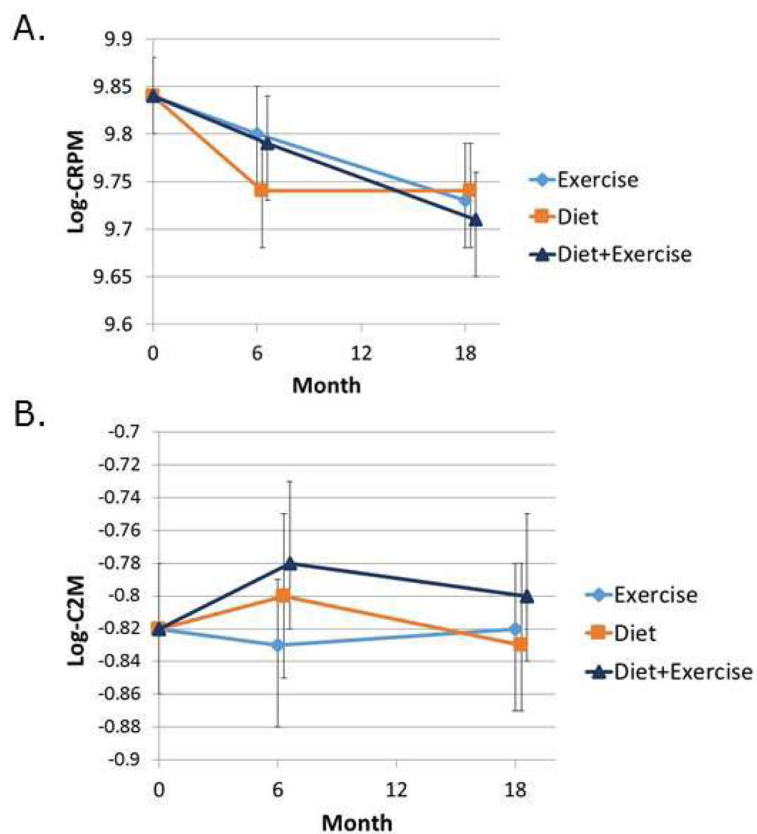 A.
9.9
9.85
9.8
9.75
9.7
9.65
9.6
Log-CRPM
0 6 12 18
Month
Exercise
Diet
Diet+Exercise
B.
-0.7
-0.72
-0.74
-0.76
-0.78
-0.8
-0.82
-0.84
-0.86
-0.88
-0.9
Log-C2M
0 6 12 18
Month
Exercise
Diet
Diet+Exercise